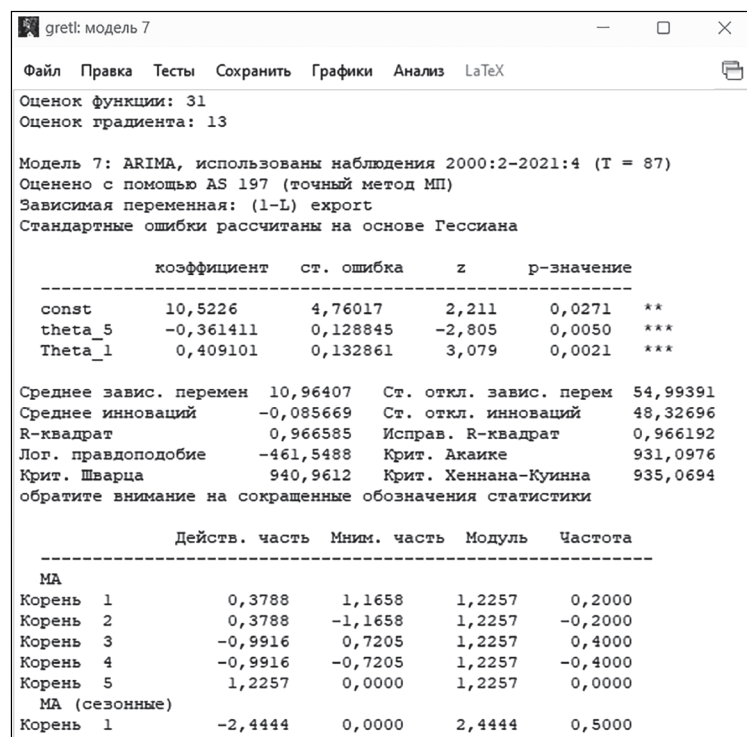 gretl: модель 7
Файл Правка Тесты Сохранить Графики Анализ LaTeX
Оценок функции: 31
Оценок градиента: 13
Модель 7: ARIMA, использованы наблюдения 2000:2-2021:4 (T = 87)
Оценено с помощью AS 197 (точный метод МП)
Зависимая переменная: (1-L) export
Стандартные ошибки рассчитаны на основе Гессиана
коэффициент ст. ошибка z p-значение
-------------------------------------------------------
const 10,5226 4,76017 2,211 0,0271 **
theta_5 -0,361411 0,128845 -2,805 0,0050 ***
Theta_1 0,409101 0,132861 3,079 0,0021 ***
Среднее завис. перемен 10,96407 Ст. откл. завис. перем 54,99391
Среднее инноваций -0,085669 Ст. откл. инноваций 48,32696
R-квадрат 0,966585 Исправ. R-квадрат 0,966192
Лог. правдоподобие -461,5488 Крит. Акаике 931,0976
Крит. Шварца 940,9612 Крит. Хеннана-Куинна 935,0694
обратите внимание на сокращенные обозначения статистики
Действ. часть Мним. часть Модуль Частота
-------------------------------------------------------
MA
Корень 1 0,3788 1,1658 1,2257 0,2000
Корень 2 0,3788 -1,1658 1,2257 -0,2000
Корень 3 -0,9916 0,7205 1,2257 0,4000
Корень 4 -0,9916 -0,7205 1,2257 -0,4000
Корень 5 1,2257 0,0000 1,2257 0,0000
MA (сезонные)
Корень 1 -2,4444 0,0000 2,4444 0,5000